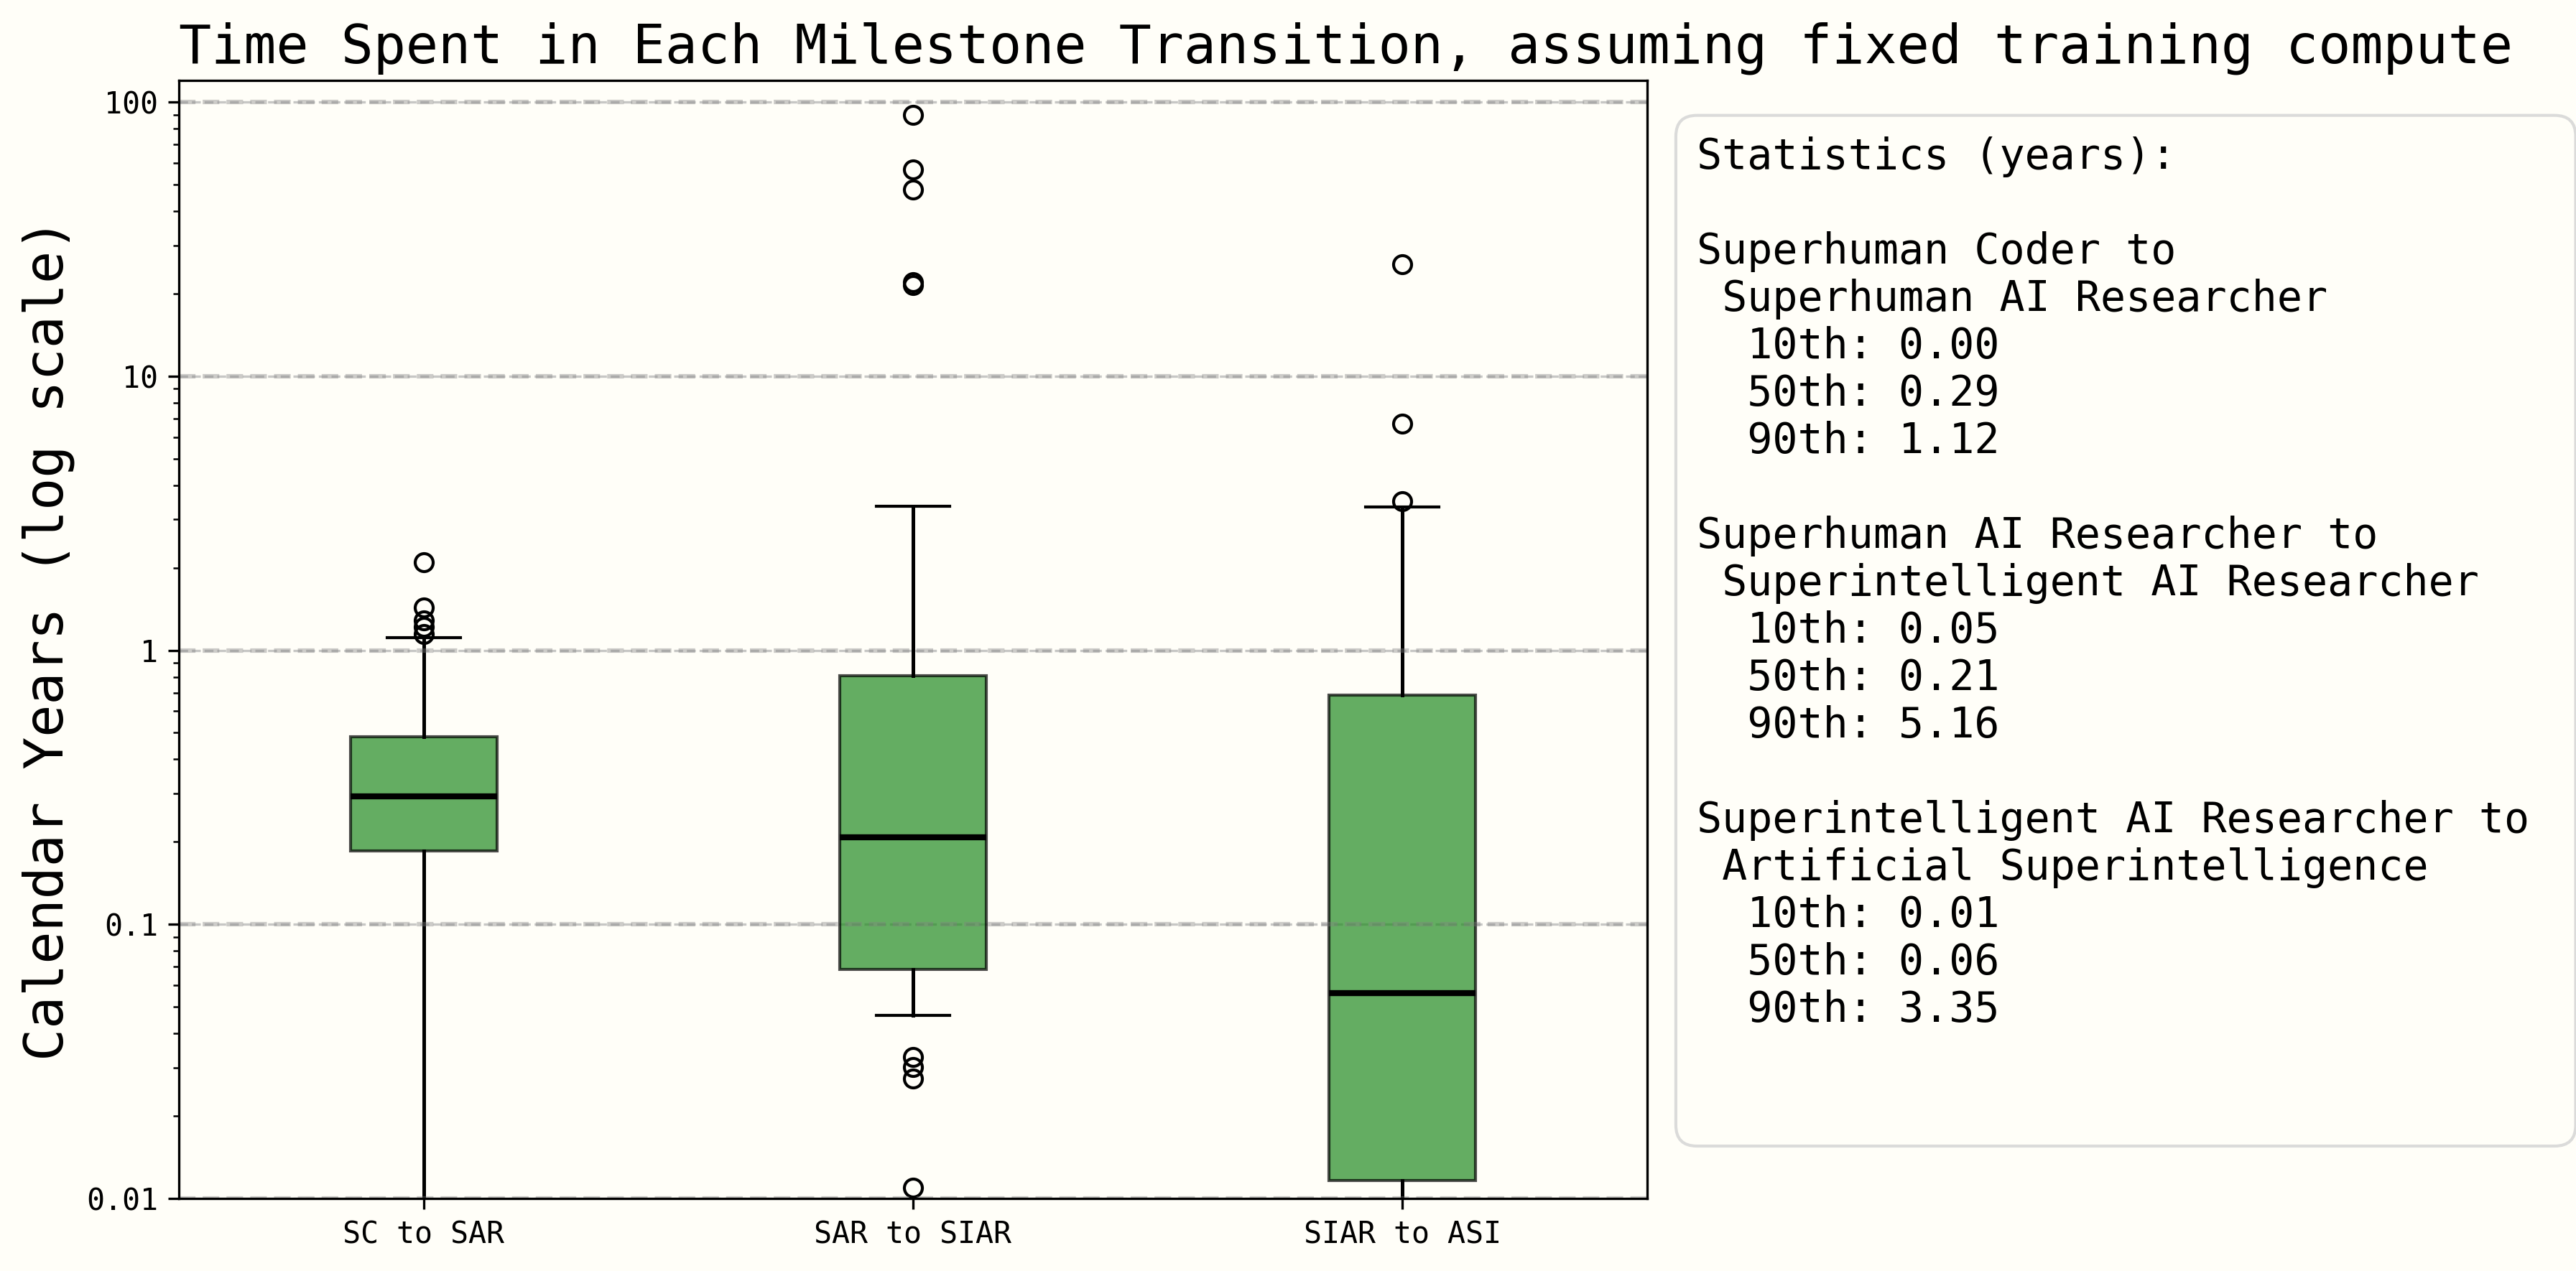 Time Spent in Each Milestone Transition, assuming fixed training compute
Calendar Years (log scale)
100
10
1
0.1
0.01
SC to SAR
SAR to SIAR
SIAR to ASI
Statistics (years):
Superhuman Coder to
Superhuman AI Researcher
10th: 0.00
50th: 0.29
90th: 1.12
Superhuman AI Researcher to
Superintelligent AI Researcher
10th: 0.05
50th: 0.21
90th: 5.16
Superintelligent AI Researcher to
Artificial Superintelligence
10th: 0.01
50th: 0.06
90th: 3.35